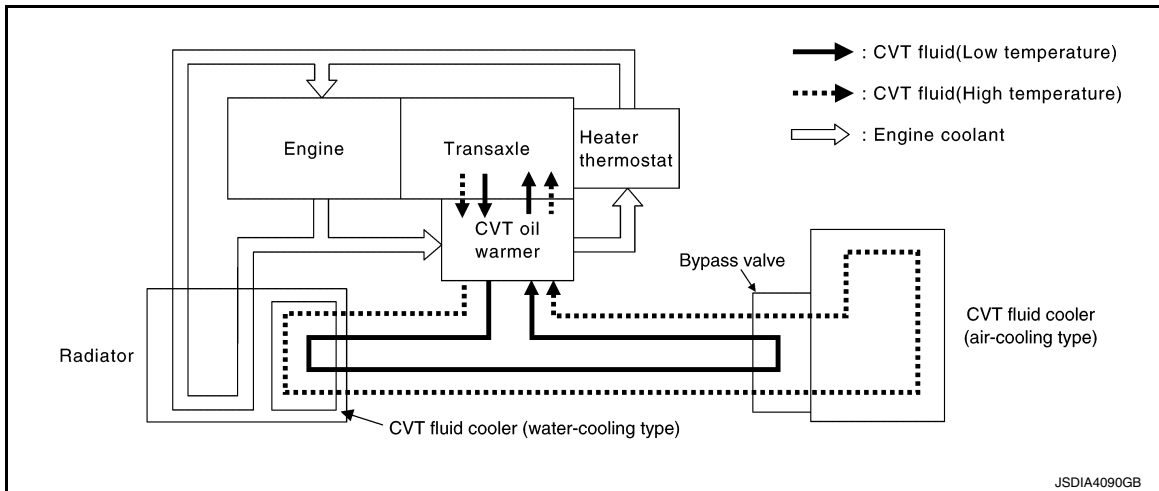 : CVT fluid(Low temperature)
: CVT fluid(High temperature)
: Engine coolant
Engine
Transaxle
Heater
thermostat
CVT oil
warmer
Bypass valve
CVT fluid cooler
(air-cooling type)
Radiator
CVT fluid cooler (water-cooling type)
JSDIA4090GB